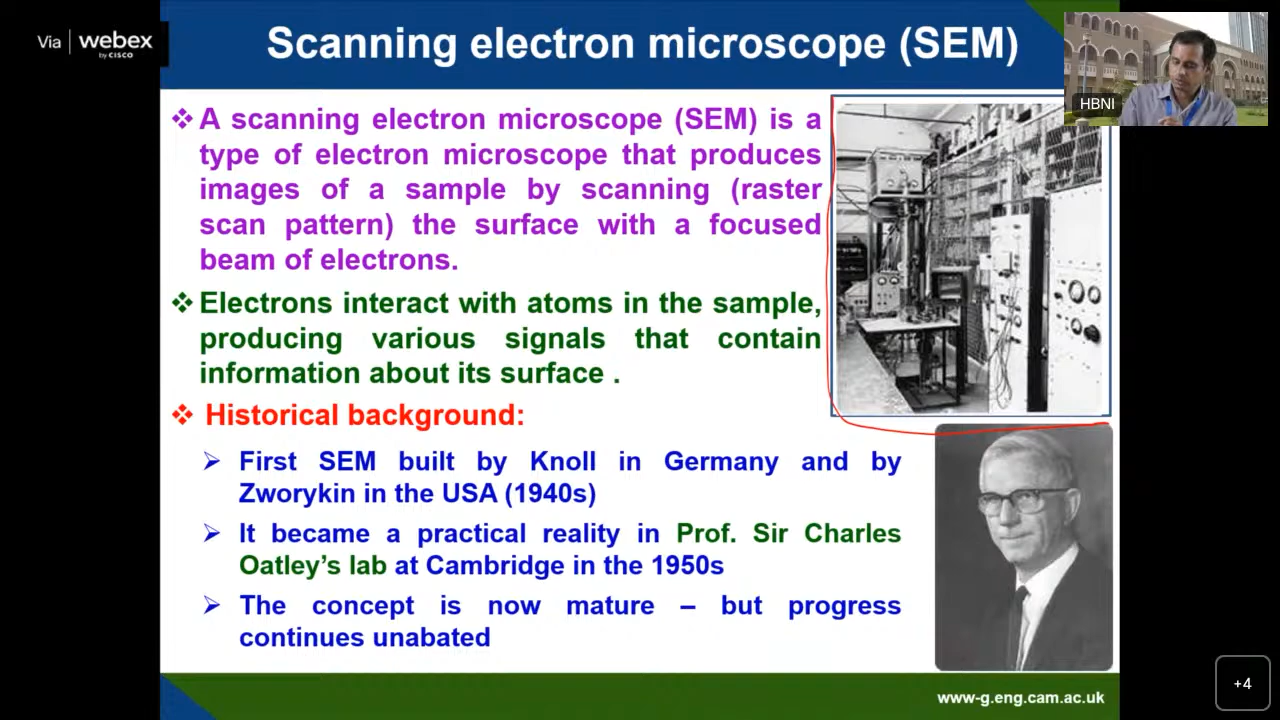 Via | webex
by CISCO
Scanning electron microscope (SEM)
HBNI
❖ A scanning electron microscope (SEM) is a
type of electron microscope that produces
images of a sample by scanning (raster
scan pattern) the surface with a focused
beam of electrons.
❖ Electrons interact with atoms in the sample,
producing various signals that contain
information about its surface .
❖ Historical background:
➢ First SEM built by Knoll in Germany and by
Zworykin in the USA (1940s)
➢ It became a practical reality in Prof. Sir Charles
Oatley’s lab at Cambridge in the 1950s
➢ The concept is now mature – but progress
continues unabated
+4
www-g.eng.cam.ac.uk